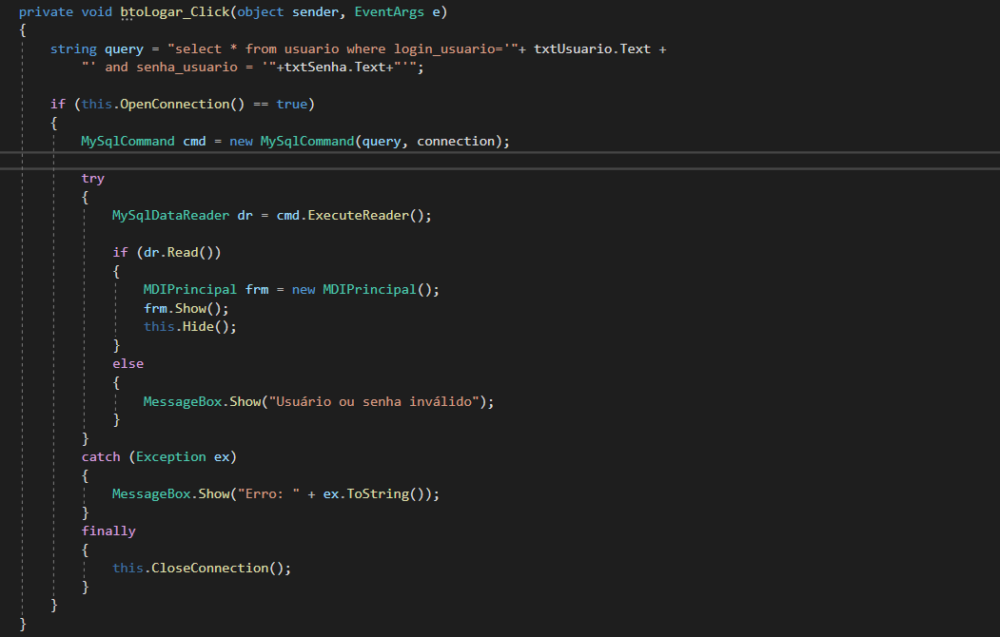 private void btoLogar_Click(object sender, EventArgs e)
{
    string query = "select * from usuario where login_usuario='"+ txtUsuario.Text +
        "' and senha_usuario = '"+txtSenha.Text+"'";
    if (this.OpenConnection() == true)
    {
        MySqlCommand cmd = new MySqlCommand(query, connection);
        try
        {
            MySqlDataReader dr = cmd.ExecuteReader();
            if (dr.Read())
            {
                MDIPrincipal frm = new MDIPrincipal();
                frm.Show();
                this.Hide();
            }
            else
            {
                MessageBox.Show("Usuário ou senha inválido");
            }
        }
        catch (Exception ex)
        {
            MessageBox.Show("Erro: " + ex.ToString());
        }
        finally
        {
            this.CloseConnection();
        }
    }
}